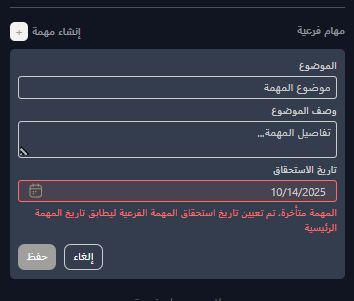 مهام فرعية
إنشاء مهمة +
الموضوع
موضوع المهمة
وصف الموضوع
تفاصيل المهمة...
تاريخ الاستحقاق
10/14/2025
المهمة متأخرة. تم تعيين تاريخ استحقاق المهمة الفرعية ليطابق تاريخ المهمة
الرئيسية
إلغاء
حفظ